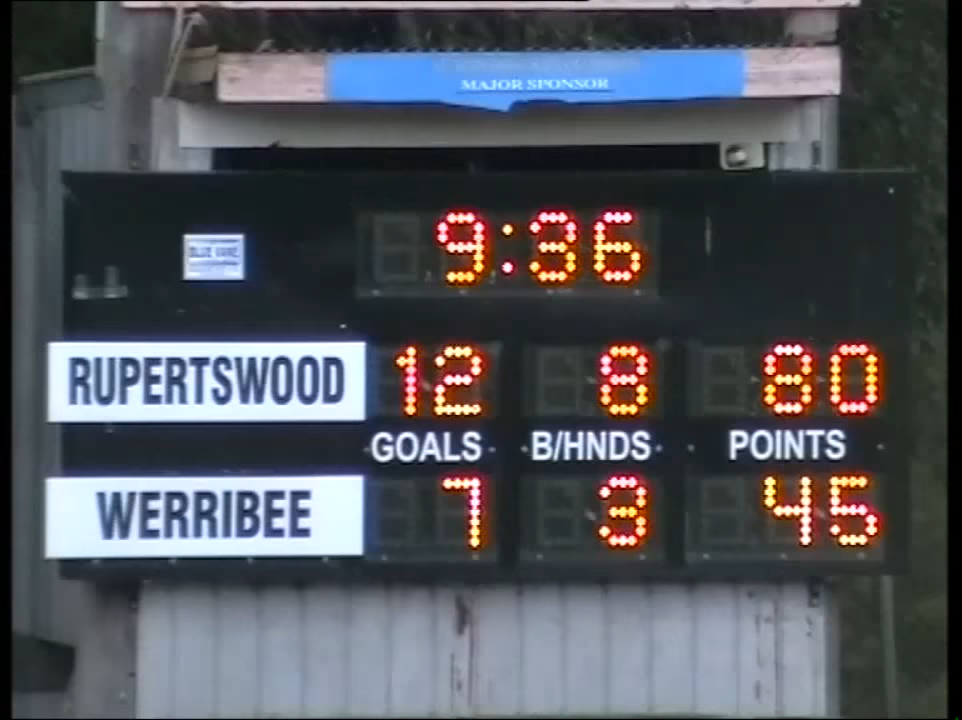 MAJOR SPONSOR
9:36
RUPERTSWOOD 12 8 80
GOALS B/HNDS POINTS
WERRIBEE 7 3 45